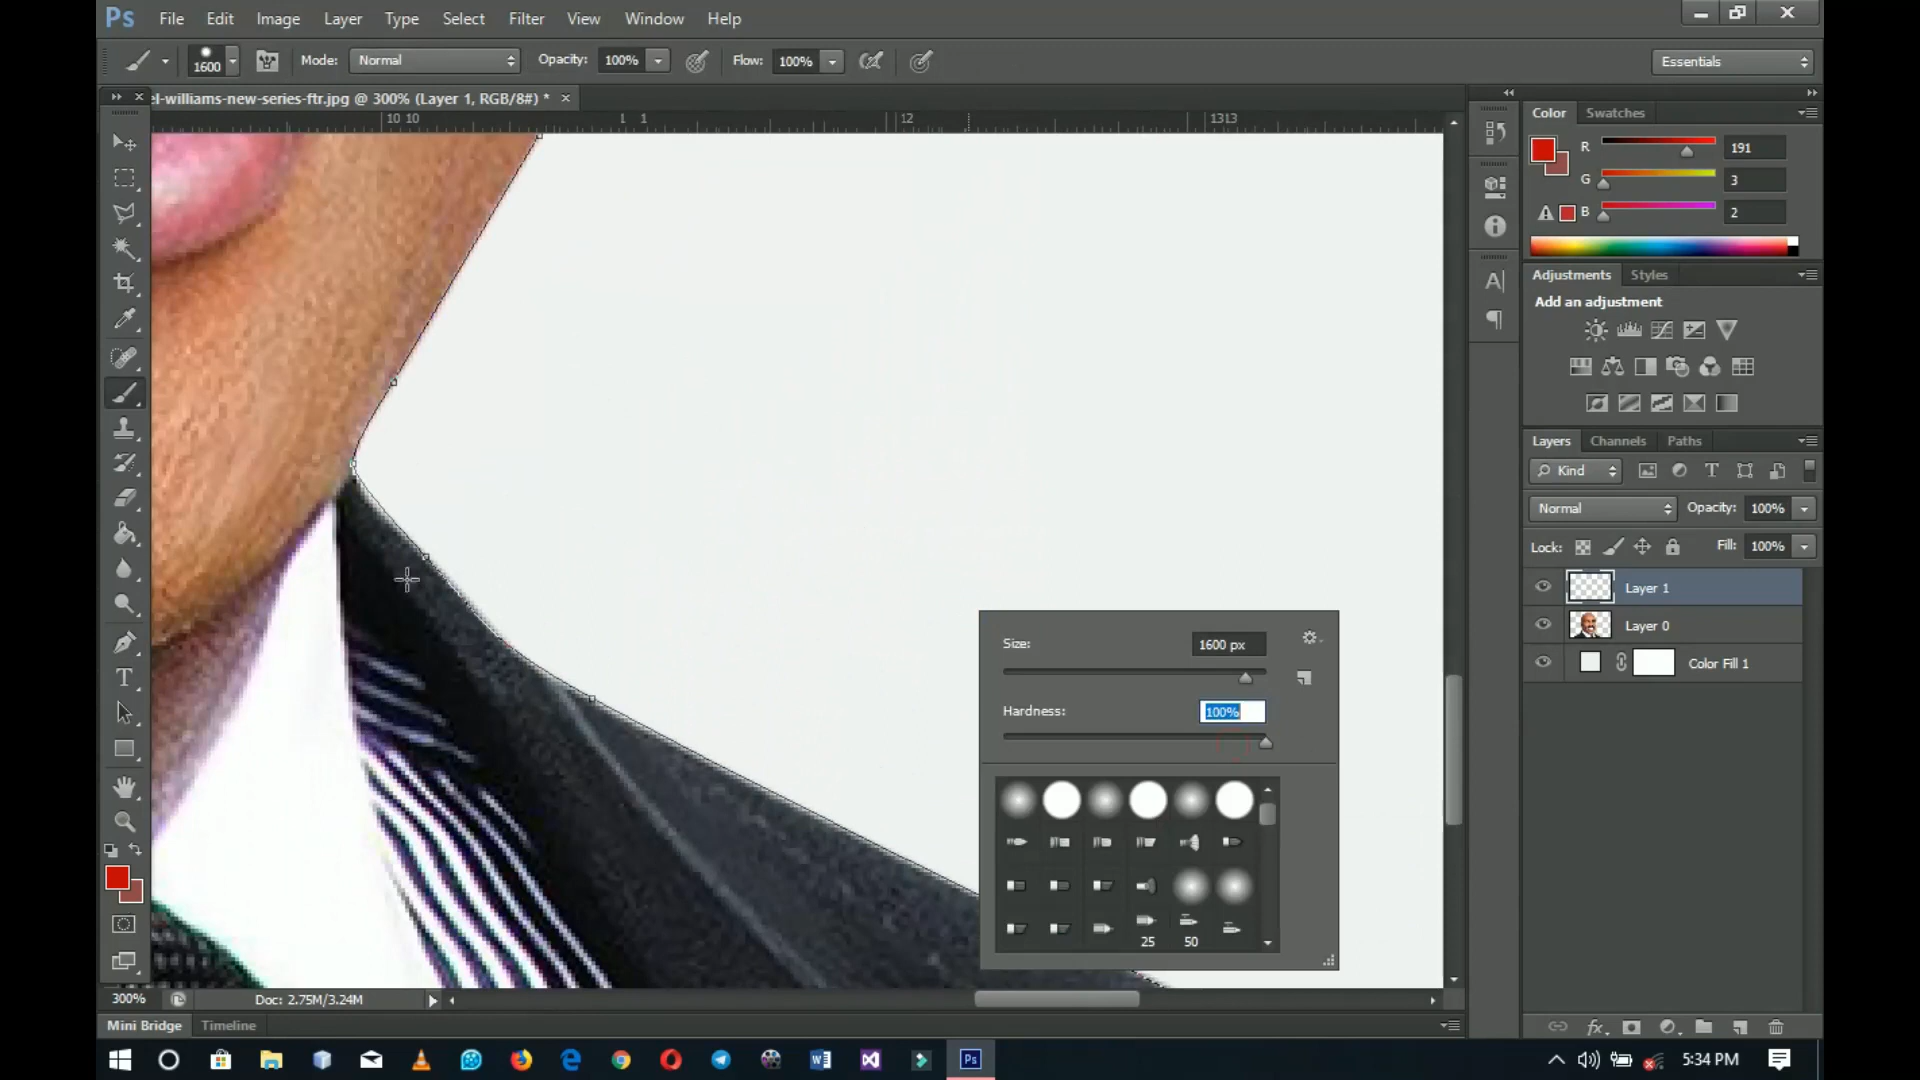 Ps File Edit Image Layer Type Select Filter View Window Help
1600 Mode: Normal Opacity: 100% Flow: 100% Essentials
el-williams-new-series-ftr.jpg @ 300% (Layer 1, RGB/8#) * ×
10 10 1 1 12 1313
Color Swatches
R 191
G 3
B 2
Adjustments Styles
Add an adjustment
Layers Channels Paths
Kind T
Normal Opacity: 100%
Lock: Fill: 100%
Layer 1
Layer 0
Color Fill 1
Size: 1600 px
Hardness: 100%
25 50
300% Doc: 2.75M/3.24M
Mini Bridge Timeline
fx
Ps 5:34 PM